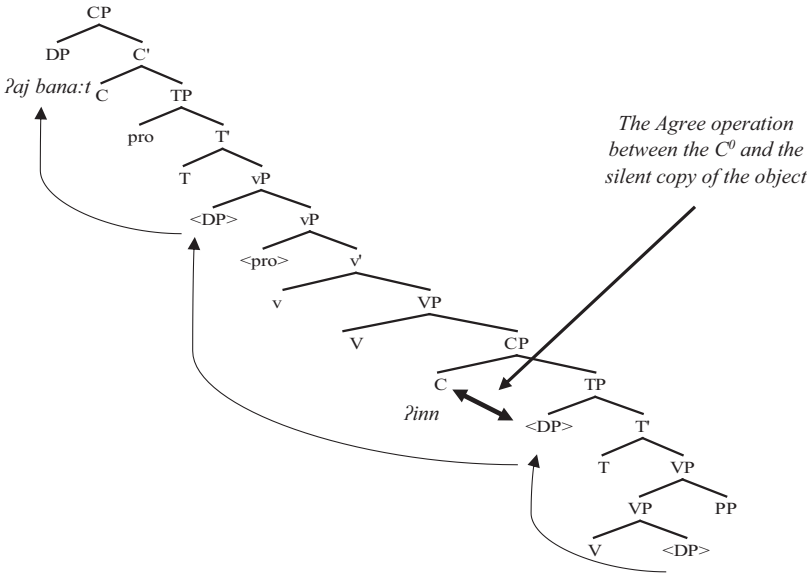 CP
DP C'
ʔaj bana:t C TP
pro T'
T vP
<DP> vP
<pro> v'
v VP
V CP
C TP
ʔinn <DP> T'
T VP
VP PP
V <DP>
The Agree operation
between the C⁰ and the
silent copy of the object